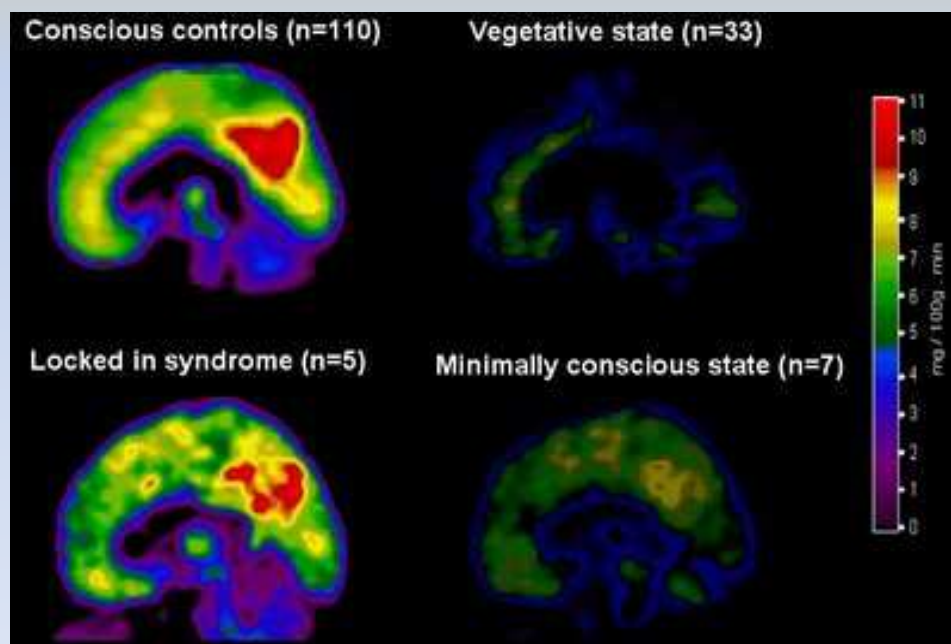 Conscious controls (n=110)
Vegetative state (n=33)
Locked in syndrome (n=5)
Minimally conscious state (n=7)
11
10
9
8
7
6
5
4
3
2
1
0
mg / 100g . min